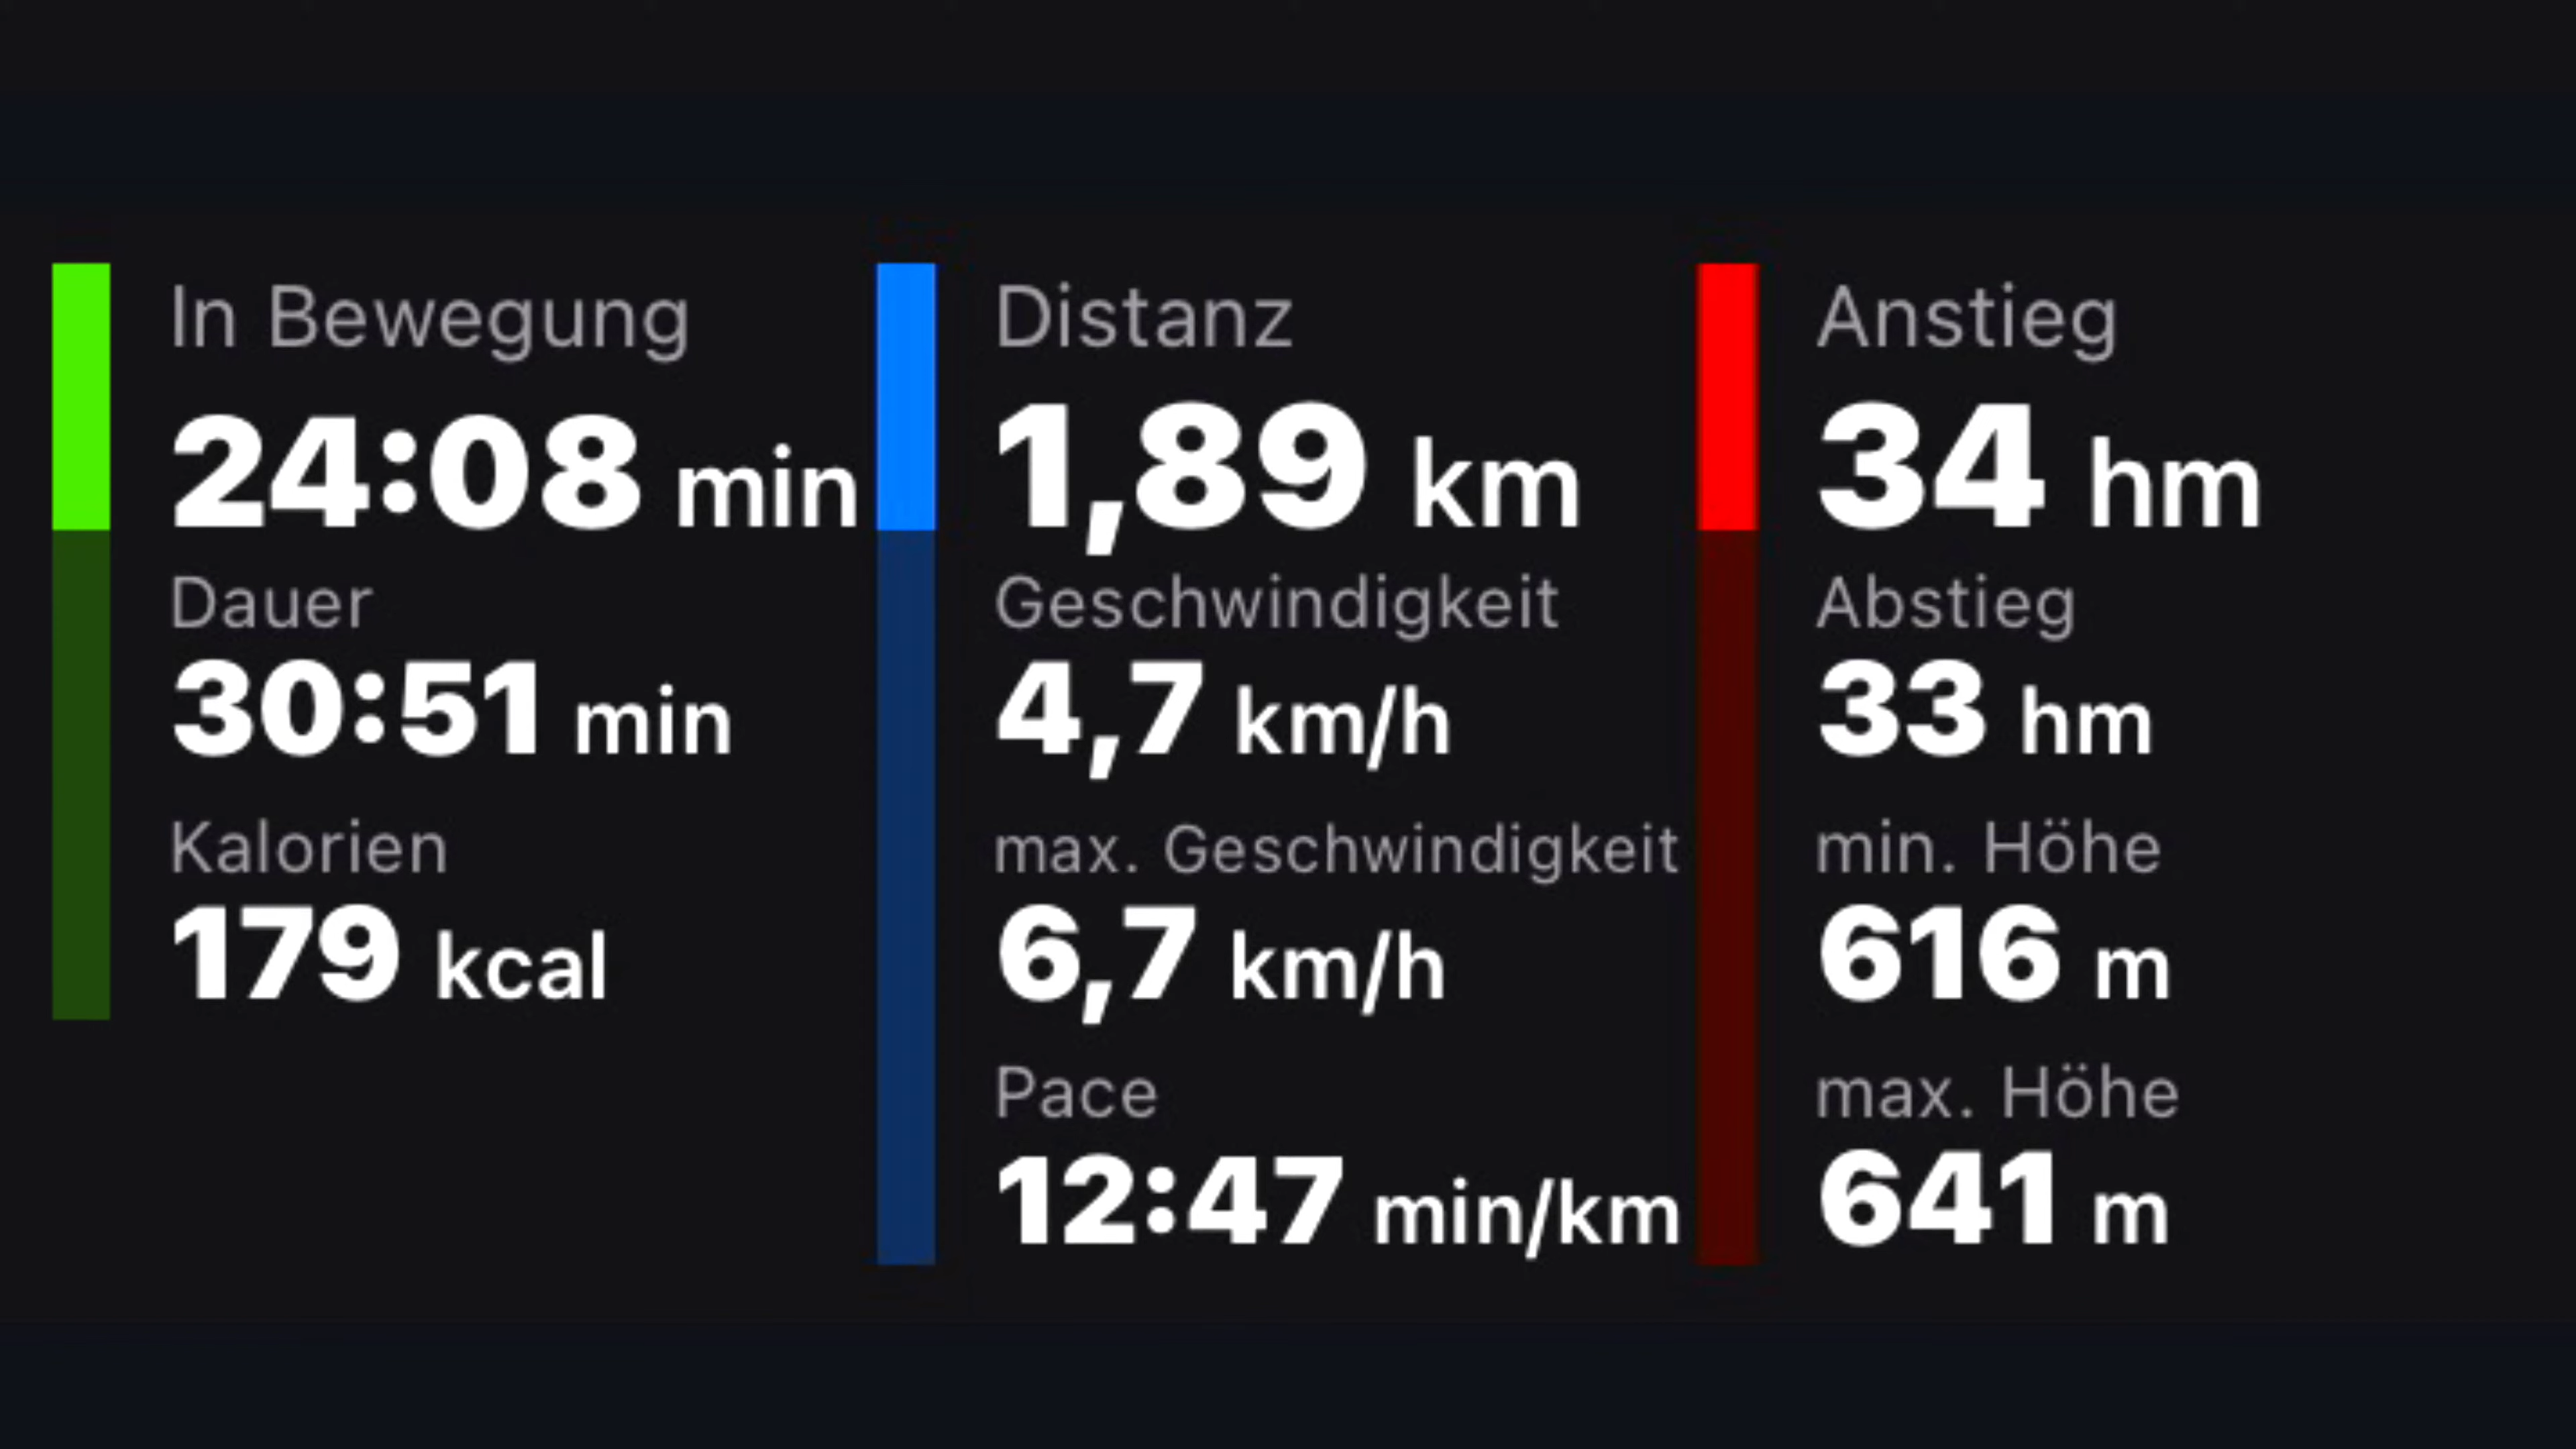 In Bewegung
24:08 min
Dauer
30:51 min
Kalorien
179 kcal
Distanz
1,89 km
Geschwindigkeit
4,7 km/h
max. Geschwindigkeit
6,7 km/h
Pace
12:47 min/km
Anstieg
34 hm
Abstieg
33 hm
min. Höhe
616 m
max. Höhe
641 m